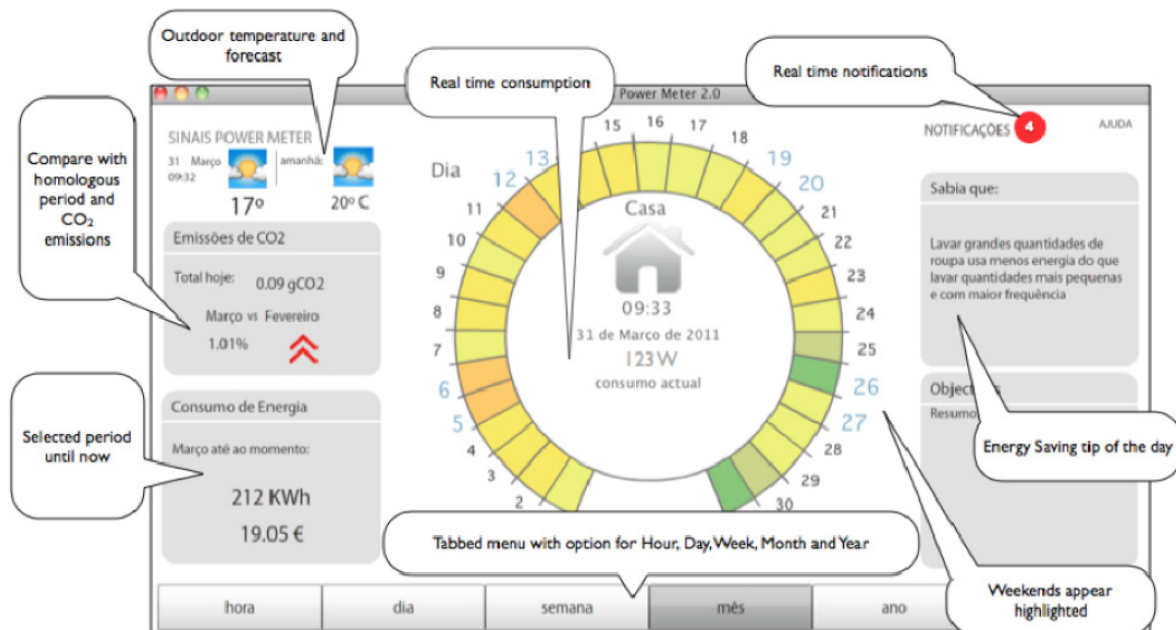 Outdoor temperature and
forecast
Real time consumption
Real time notifications
Power Meter 2.0
Compare with
homologous
period and
CO₂
emissions
SINAIS POWER METER
31 Março
09:32
amanhã:
17º
20º C
NOTIFICAÇÕES 4
AJUDA
Emissões de CO2
Total hoje: 0.09 gCO2
Março vs Fevereiro
1.01%
Selected period
until now
Consumo de Energia
Março até ao momento:
212 KWh
19.05 €
Dia
2
3
4
5
6
7
8
9
10
11
12
13
15
16
17
18
19
20
21
22
23
24
25
26
27
28
29
30
Casa
09:33
31 de Março de 2011
123W
consumo actual
Sabia que:
Lavar grandes quantidades de
roupa usa menos energia do que
lavar quantidades mais pequenas
e com maior frequência
Energy Saving tip of the day
Tabbed menu with option for Hour, Day, Week, Month and Year
Weekends appear
highlighted
hora
dia
semana
mês
ano